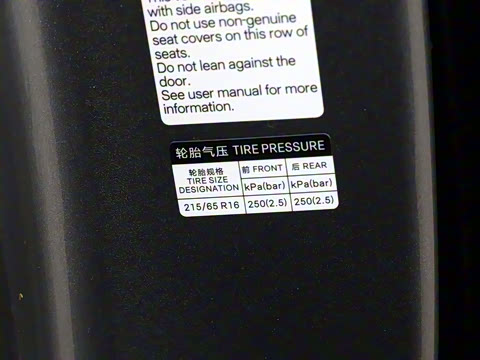 with side airbags.
Do not use non-genuine
seat covers on this row of
seats.
Do not lean against the
door.
See user manual for more
information.
轮胎气压 TIRE PRESSURE
轮胎规格
TIRE SIZE
DESIGNATION
前 FRONT 后 REAR
kPa(bar) kPa(bar)
215/65 R16 250(2.5) 250(2.5)